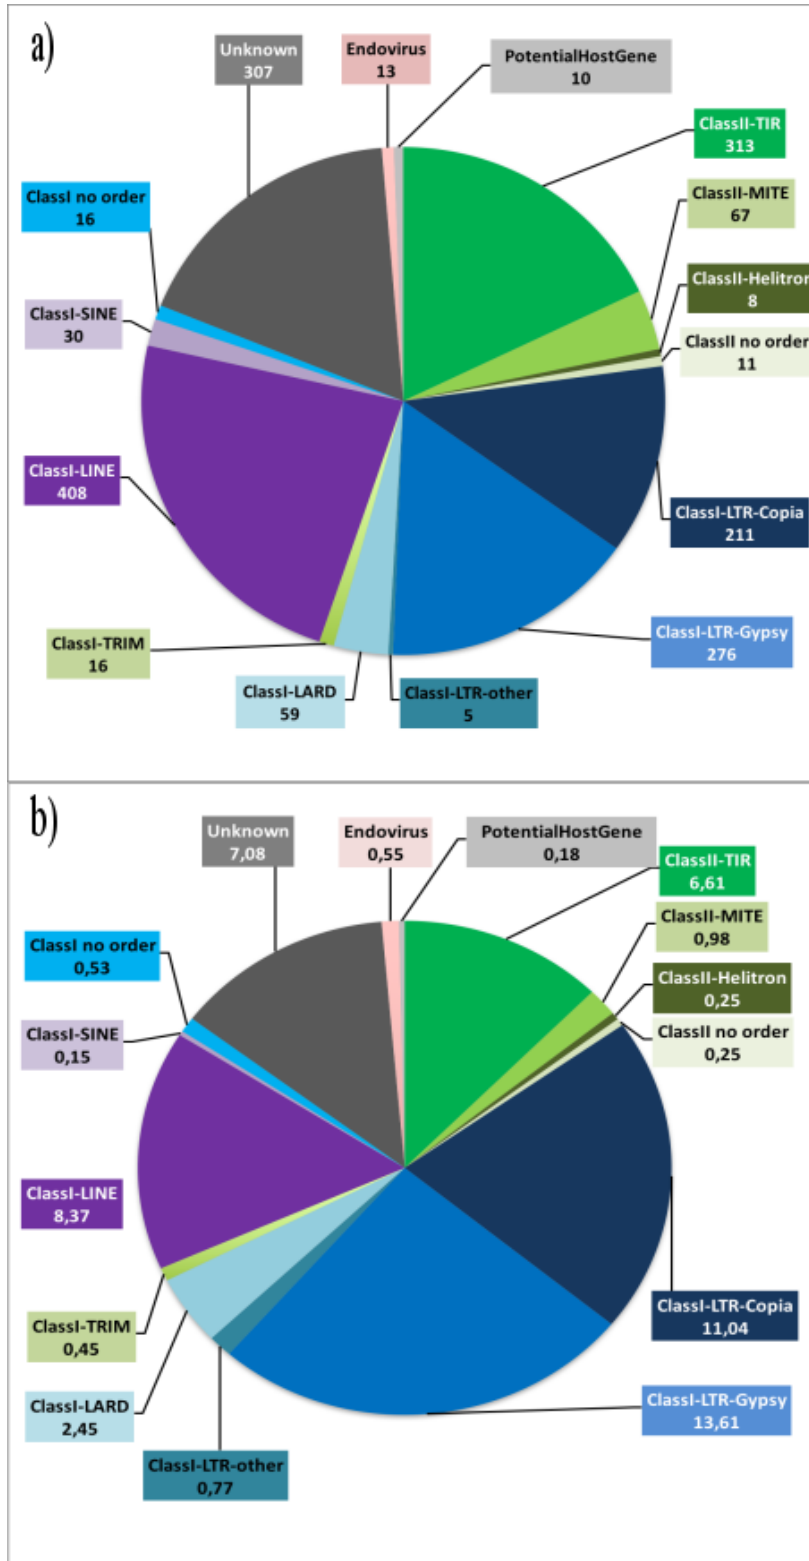 a)
Unknown
307
Endovirus
13
PotentialHostGene
10
ClassII-TIR
313
ClassII-MITE
67
ClassII-Helitron
8
ClassII no order
11
ClassI-LTR-Copia
211
ClassI-LTR-Gypsy
276
ClassI-LTR-other
5
ClassI-LARD
59
ClassI-TRIM
16
ClassI-LINE
408
ClassI-SINE
30
ClassI no order
16
b)
Unknown
7,08
Endovirus
0,55
PotentialHostGene
0,18
ClassII-TIR
6,61
ClassII-MITE
0,98
ClassII-Helitron
0,25
ClassII no order
0,25
ClassI-LTR-Copia
11,04
ClassI-LTR-Gypsy
13,61
ClassI-LTR-other
0,77
ClassI-LARD
2,45
ClassI-TRIM
0,45
ClassI-LINE
8,37
ClassI-SINE
0,15
ClassI no order
0,53